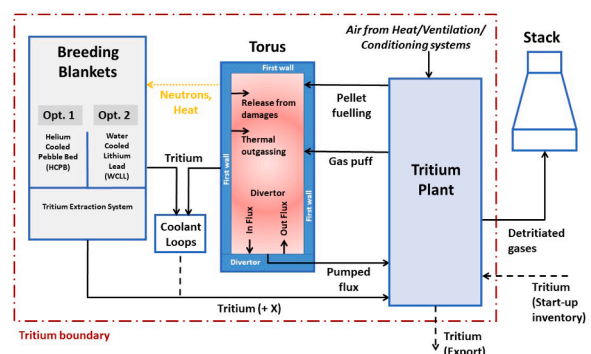 Air from Heat/Ventilation/
Conditioning systems
Stack
Breeding
Blankets
Torus
First wall
Opt. 1
Opt. 2
Helium
Cooled
Pebble Bed
(HCPB)
Water
Cooled
Lithium
Lead
(WCLL)
Tritium Extraction System
Neutrons,
Heat
Tritium
Coolant
Loops
First wall
Release from
damages
Thermal
outgassing
Divertor
In Flux
Out Flux
First wall
Divertor
Pellet
fuelling
Gas puff
Pumped
flux
Tritium
Plant
Detritiated
gases
Tritium
(Start-up
inventory)
Tritium (+ X)
Tritium boundary
Tritium
(Export)